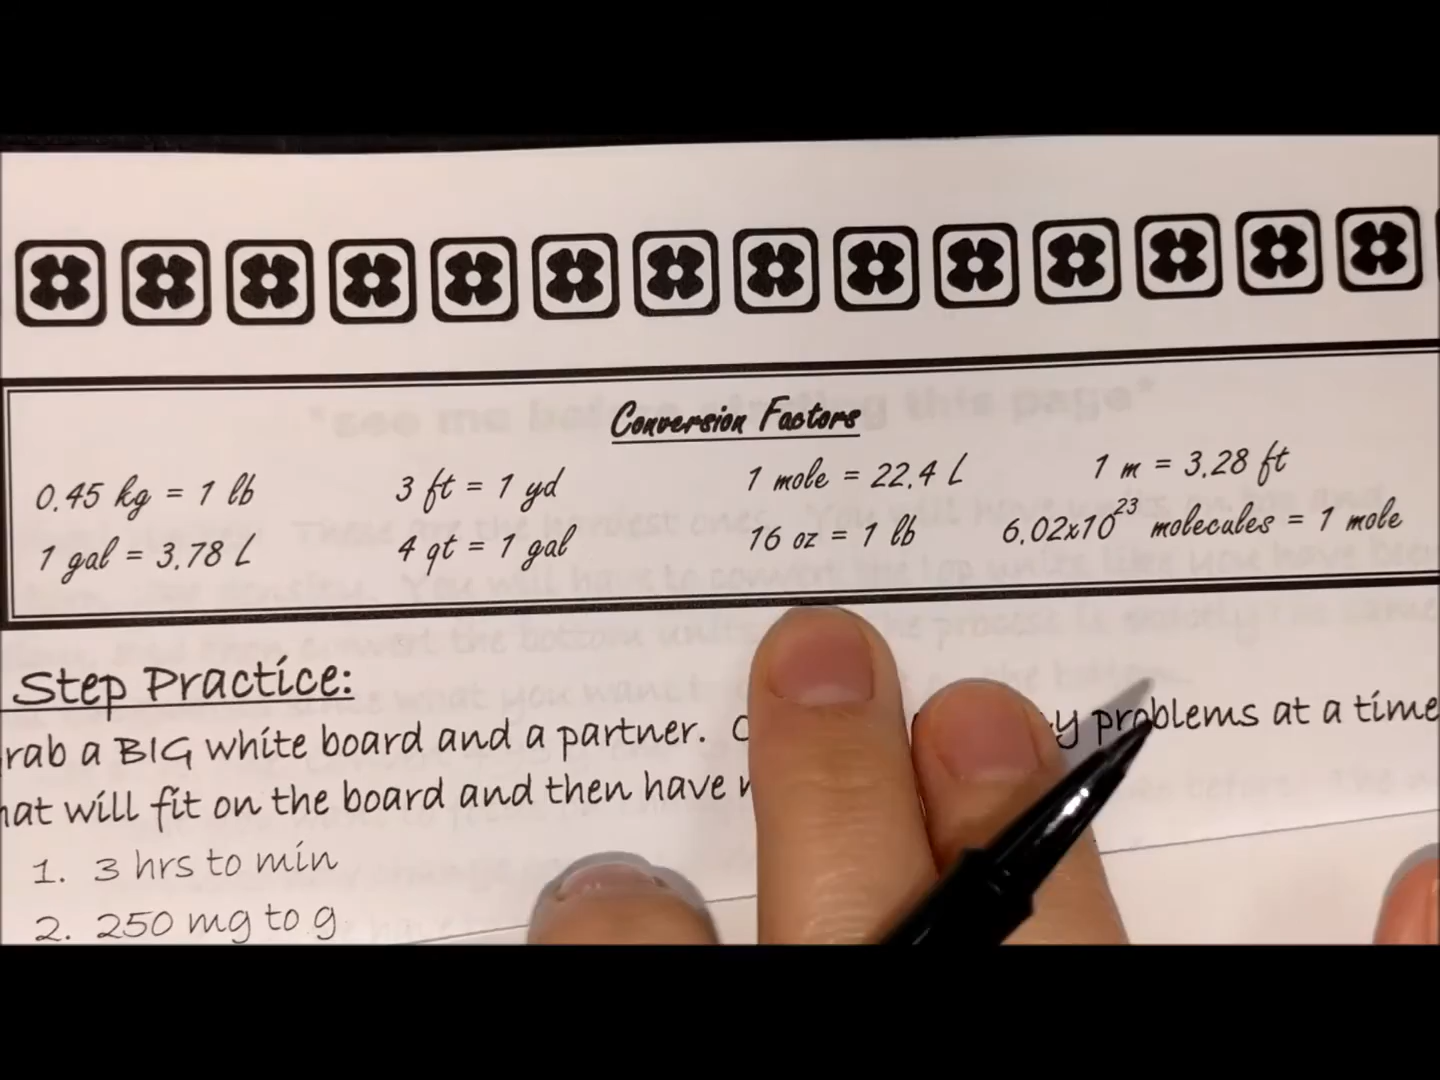 Conversion Factors
0.45 kg = 1 lb 3 ft = 1 yd 1 mole = 22.4 L 1 m = 3.28 ft
1 gal = 3.78 L 4 qt = 1 gal 16 oz = 1 lb 6.02x10²³ molecules = 1 mole
Step Practice:
rab a BIG white board and a partner. problems at a time
hat will fit on the board and then have
1. 3 hrs to min
2. 250 mg to g